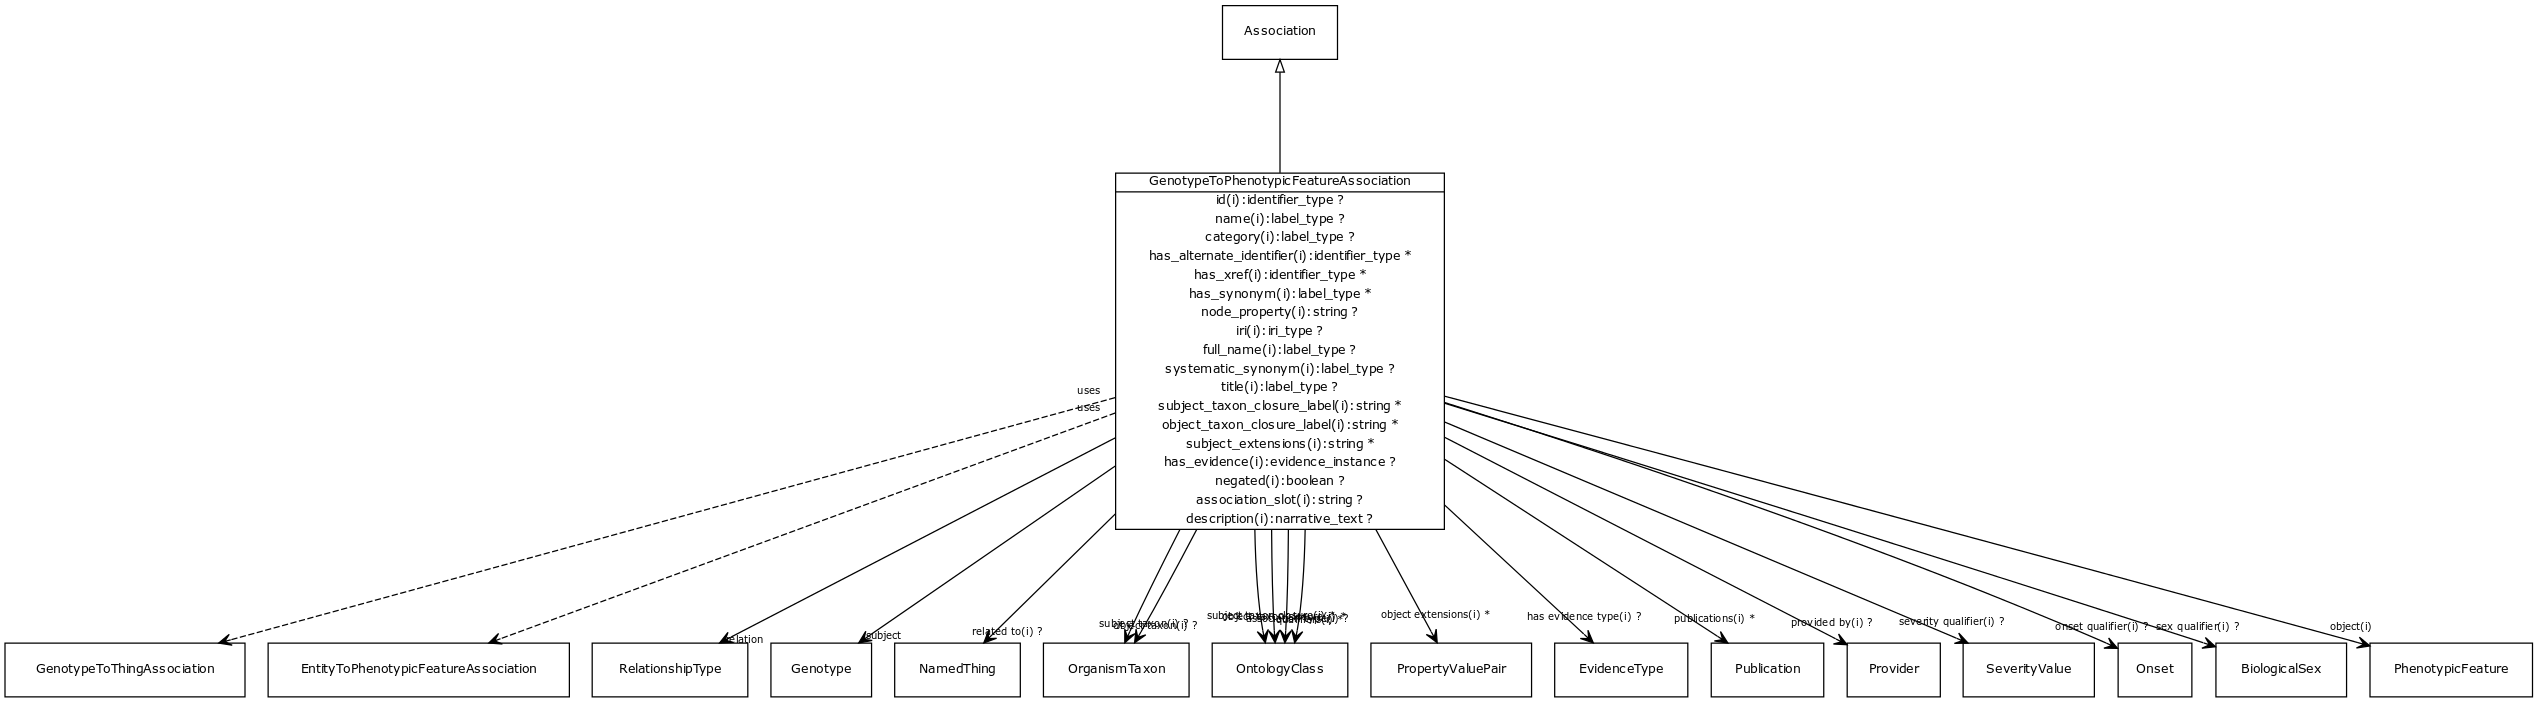 Association
GenotypeToPhenotypicFeatureAssociation
id(i):identifier_type ?
name(i):label_type ?
category(i):label_type ?
has_alternate_identifier(i):identifier_type *
has_xref(i):identifier_type *
has_synonym(i):label_type *
node_property(i):string ?
iri(i):iri_type ?
full_name(i):label_type ?
systematic_synonym(i):label_type ?
title(i):label_type ?
subject_taxon_closure_label(i):string *
object_taxon_closure_label(i):string *
subject_extensions(i):string *
has_evidence(i):evidence_instance ?
negated(i):boolean ?
association_slot(i):string ?
description(i):narrative_text ?
uses
uses
relation
subject
related to(i) ?
subject taxon(i) ?
object taxon(i) ?
subject taxon closure(i) *
object extensions(i) *
has evidence type(i) ?
publications(i) *
provided by(i) ?
severity qualifier(i) ?
onset qualifier(i) ?
sex qualifier(i) ?
object(i)
GenotypeToThingAssociation
EntityToPhenotypicFeatureAssociation
RelationshipType
Genotype
NamedThing
OrganismTaxon
OntologyClass
PropertyValuePair
EvidenceType
Publication
Provider
SeverityValue
Onset
BiologicalSex
PhenotypicFeature